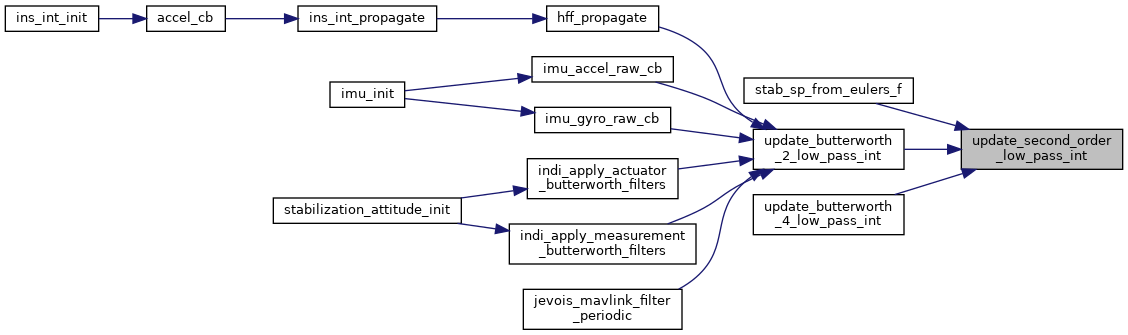 ins_int_init
accel_cb
ins_int_propagate
hff_propagate
imu_accel_raw_cb
imu_init
stab_sp_from_eulers_f
imu_gyro_raw_cb
update_butterworth
_2_low_pass_int
update_second_order
_low_pass_int
indi_apply_actuator
_butterworth_filters
stabilization_attitude_init
update_butterworth
_4_low_pass_int
indi_apply_measurement
_butterworth_filters
jevois_mavlink_filter
_periodic